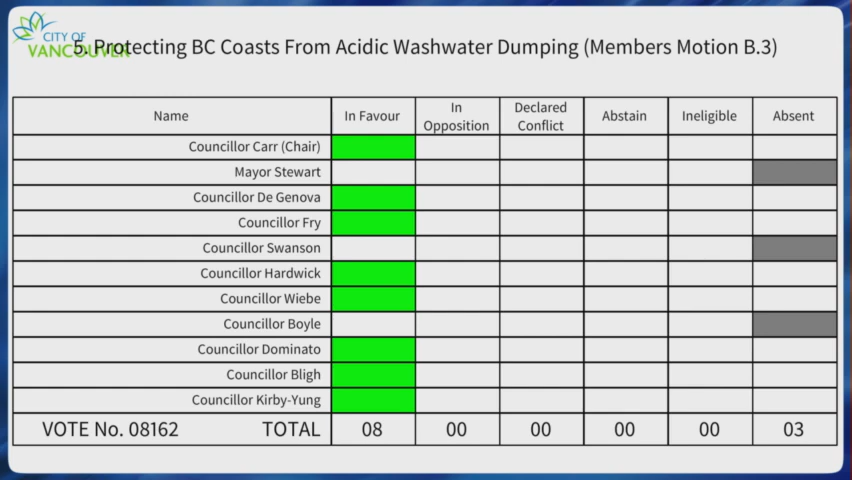 CITY OF
VANCOUVER
5. Protecting BC Coasts From Acidic Washwater Dumping (Members Motion B.3)
Name In Favour In Opposition Declared Conflict Abstain Ineligible Absent
Councillor Carr (Chair)
Mayor Stewart
Councillor De Genova
Councillor Fry
Councillor Swanson
Councillor Hardwick
Councillor Wiebe
Councillor Boyle
Councillor Dominato
Councillor Bligh
Councillor Kirby-Yung
VOTE No. 08162 TOTAL 08 00 00 00 00 03